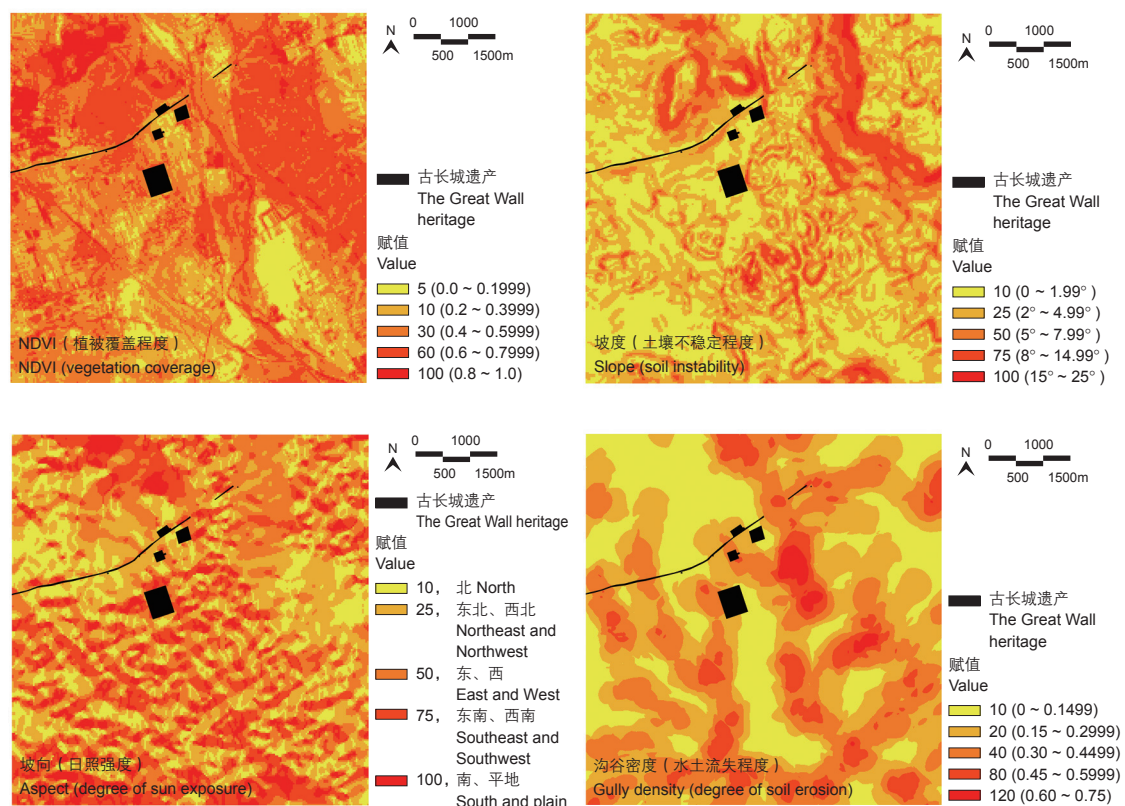 N
0 1000
500 1500m
古长城遗产
The Great Wall
heritage
赋值
Value
5 (0.0 ~ 0.1999)
10 (0.2 ~ 0.3999)
30 (0.4 ~ 0.5999)
60 (0.6 ~ 0.7999)
100 (0.8 ~ 1.0)
NDVI（植被覆盖程度）
NDVI (vegetation coverage)
N
0 1000
500 1500m
古长城遗产
The Great Wall
heritage
赋值
Value
10 (0 ~ 1.99°)
25 (2° ~ 4.99°)
50 (5° ~ 7.99°)
75 (8° ~ 14.99°)
100 (15° ~ 25°)
坡度（土壤不稳定程度）
Slope (soil instability)
N
0 1000
500 1500m
古长城遗产
The Great Wall heritage
赋值
Value
10， 北 North
25， 东北、西北
Northeast and
Northwest
50， 东、西
East and West
75， 东南、西南
Southeast and
Southwest
100， 南、平地
South and plain
坡向（日照强度）
Aspect (degree of sun exposure)
N
0 1000
500 1500m
古长城遗产
The Great Wall
heritage
赋值
Value
10 (0 ~ 0.1499)
20 (0.15 ~ 0.2999)
40 (0.30 ~ 0.4499)
80 (0.45 ~ 0.5999)
120 (0.60 ~ 0.75)
沟谷密度（水土流失程度）
Gully density (degree of soil erosion)